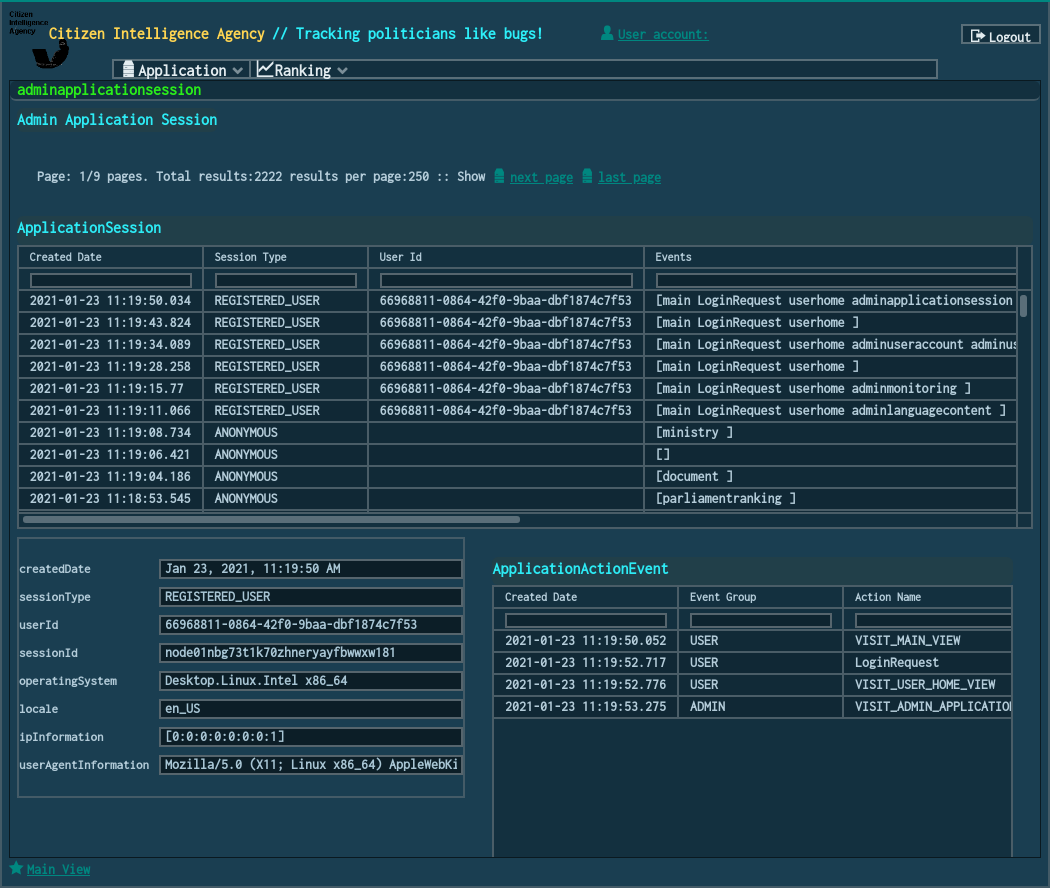 Citizen
Intelligence
Agency
Citizen Intelligence Agency // Tracking politicians like bugs!
User account:
Logout
Application
Ranking
adminapplicationsession
Admin Application Session
Page: 1/9 pages. Total results:2222 results per page:250 :: Show next page last page
ApplicationSession
Created Date Session Type User Id Events
2021-01-23 11:19:50.034 REGISTERED_USER 66968811-0864-42f0-9baa-dbf1874c7f53 [main LoginRequest userhome adminapplicationsession
2021-01-23 11:19:43.824 REGISTERED_USER 66968811-0864-42f0-9baa-dbf1874c7f53 [main LoginRequest userhome ]
2021-01-23 11:19:34.089 REGISTERED_USER 66968811-0864-42f0-9baa-dbf1874c7f53 [main LoginRequest userhome adminuseraccount adminus
2021-01-23 11:19:28.258 REGISTERED_USER 66968811-0864-42f0-9baa-dbf1874c7f53 [main LoginRequest userhome ]
2021-01-23 11:19:15.77 REGISTERED_USER 66968811-0864-42f0-9baa-dbf1874c7f53 [main LoginRequest userhome adminmonitoring ]
2021-01-23 11:19:11.066 REGISTERED_USER 66968811-0864-42f0-9baa-dbf1874c7f53 [main LoginRequest userhome adminlanguagecontent ]
2021-01-23 11:19:08.734 ANONYMOUS [ministry ]
2021-01-23 11:19:06.421 ANONYMOUS []
2021-01-23 11:19:04.186 ANONYMOUS [document ]
2021-01-23 11:18:53.545 ANONYMOUS [parliamentranking ]
createdDate Jan 23, 2021, 11:19:50 AM
sessionType REGISTERED_USER
userId 66968811-0864-42f0-9baa-dbf1874c7f53
sessionId node01nbg73t1k70zhneryayfbwwxw181
operatingSystem Desktop.Linux.Intel x86_64
locale en_US
ipInformation [0:0:0:0:0:0:0:1]
userAgentInformation Mozilla/5.0 (X11; Linux x86_64) AppleWebKi
ApplicationActionEvent
Created Date Event Group Action Name
2021-01-23 11:19:50.052 USER VISIT_MAIN_VIEW
2021-01-23 11:19:52.717 USER LoginRequest
2021-01-23 11:19:52.776 USER VISIT_USER_HOME_VIEW
2021-01-23 11:19:53.275 ADMIN VISIT_ADMIN_APPLICATION
Main View